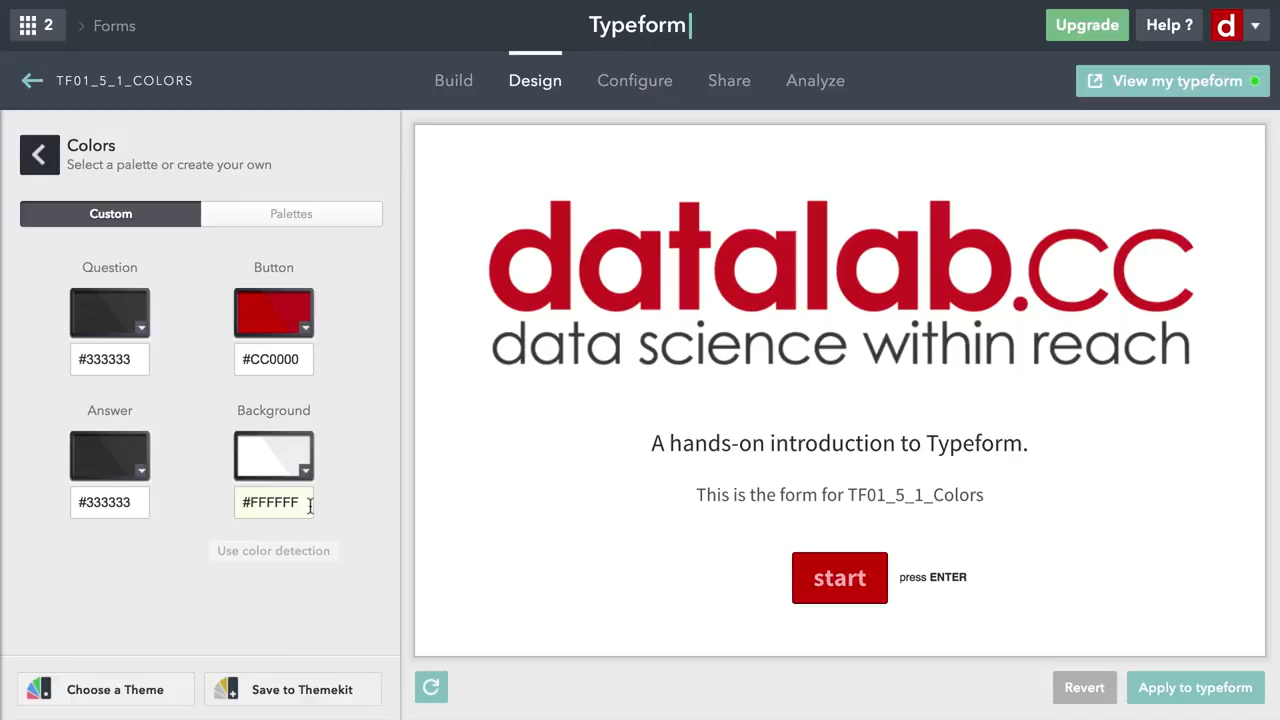 2
Forms
Typeform
Upgrade
Help ?
d
TF01_5_1_COLORS
Build
Design
Configure
Share
Analyze
View my typeform
Colors
Select a palette or create your own
Custom
Palettes
Question
Button
#333333
#CC0000
Answer
Background
#333333
#FFFFFF
Use color detection
Choose a Theme
Save to Themekit
datalab.cc
data science within reach
A hands-on introduction to Typeform.
This is the form for TF01_5_1_Colors
start
press ENTER
Revert
Apply to typeform